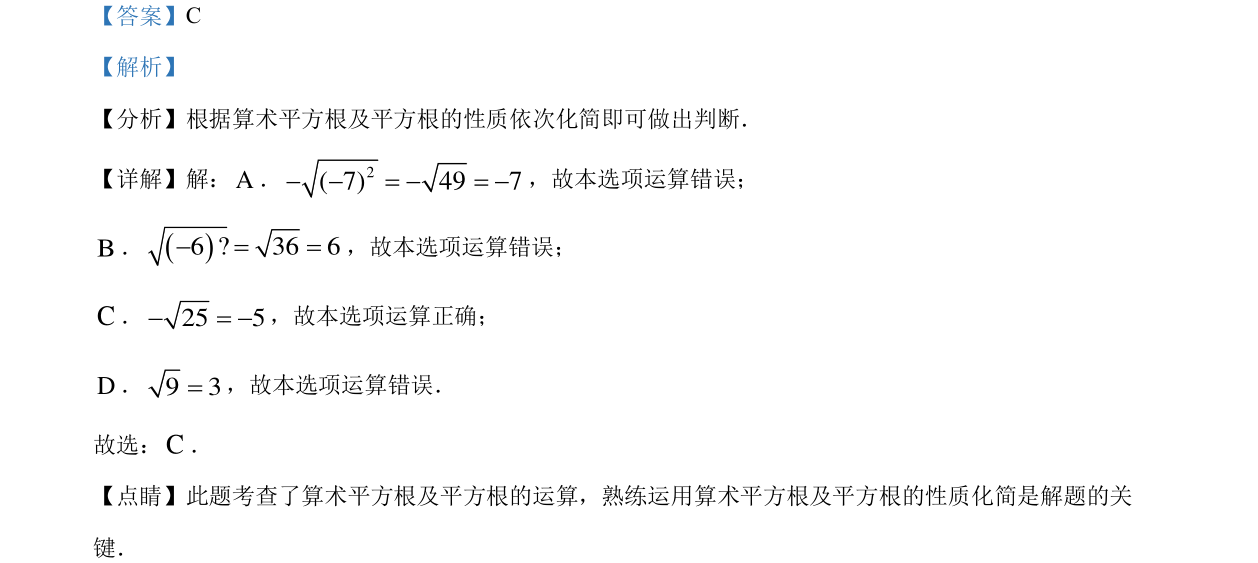 【答案】C
【解析】
【分析】根据算术平方根及平方根的性质依次化简即可做出判断．
【详解】解：A．$-\sqrt{(-7)^2}=-\sqrt{49}=-7$，故本选项运算错误；
B．$\sqrt{(-6)?}=\sqrt{36}=6$，故本选项运算错误；
C．$-\sqrt{25}=-5$，故本选项运算正确；
D．$\sqrt{9}=3$，故本选项运算错误．
故选：C．
【点睛】此题考查了算术平方根及平方根的运算，熟练运用算术平方根及平方根的性质化简是解题的关
键．